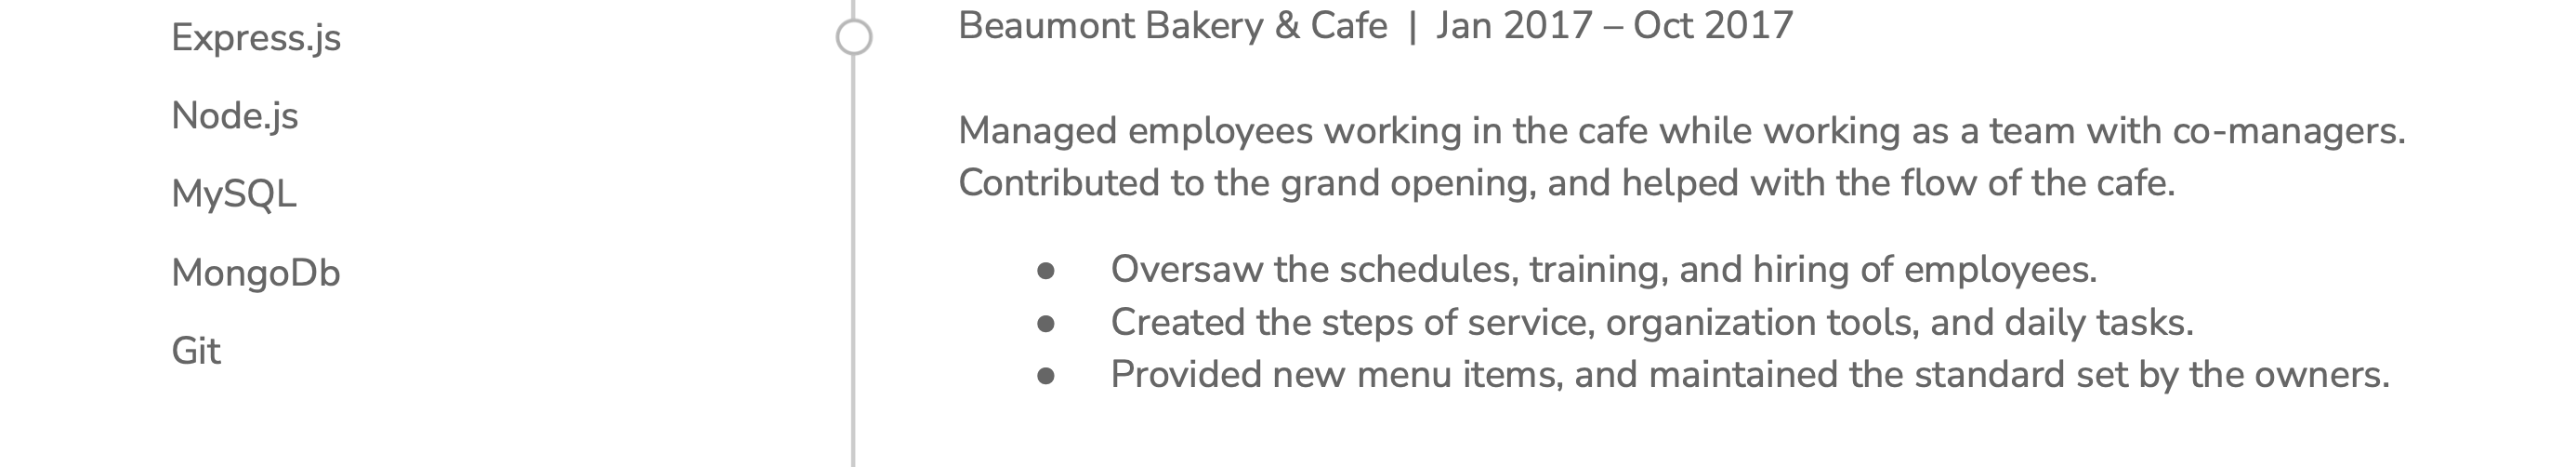 Express.js
Node.js
MySQL
MongoDb
Git
Beaumont Bakery & Cafe | Jan 2017 – Oct 2017
Managed employees working in the cafe while working as a team with co-managers.
Contributed to the grand opening, and helped with the flow of the cafe.
● Oversaw the schedules, training, and hiring of employees.
● Created the steps of service, organization tools, and daily tasks.
● Provided new menu items, and maintained the standard set by the owners.